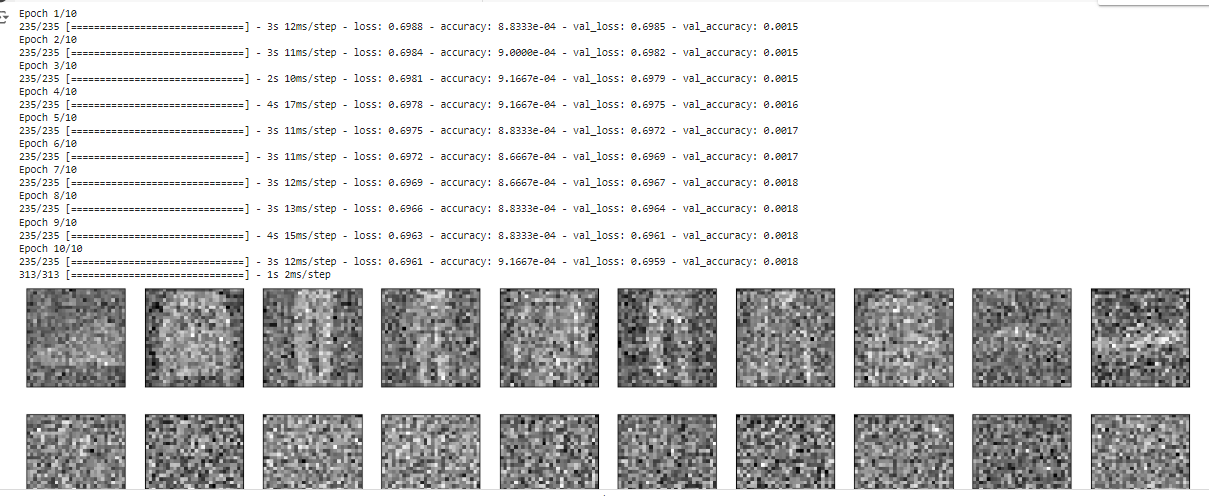 Epoch 1/10
235/235 [==============================] - 3s 12ms/step - loss: 0.6988 - accuracy: 8.8333e-04 - val_loss: 0.6985 - val_accuracy: 0.0015
Epoch 2/10
235/235 [==============================] - 3s 11ms/step - loss: 0.6984 - accuracy: 9.0000e-04 - val_loss: 0.6982 - val_accuracy: 0.0015
Epoch 3/10
235/235 [==============================] - 2s 10ms/step - loss: 0.6981 - accuracy: 9.1667e-04 - val_loss: 0.6979 - val_accuracy: 0.0015
Epoch 4/10
235/235 [==============================] - 4s 17ms/step - loss: 0.6978 - accuracy: 9.1667e-04 - val_loss: 0.6975 - val_accuracy: 0.0016
Epoch 5/10
235/235 [==============================] - 3s 11ms/step - loss: 0.6975 - accuracy: 8.8333e-04 - val_loss: 0.6972 - val_accuracy: 0.0017
Epoch 6/10
235/235 [==============================] - 3s 11ms/step - loss: 0.6972 - accuracy: 8.6667e-04 - val_loss: 0.6969 - val_accuracy: 0.0017
Epoch 7/10
235/235 [==============================] - 3s 12ms/step - loss: 0.6969 - accuracy: 8.6667e-04 - val_loss: 0.6967 - val_accuracy: 0.0018
Epoch 8/10
235/235 [==============================] - 3s 13ms/step - loss: 0.6966 - accuracy: 8.8333e-04 - val_loss: 0.6964 - val_accuracy: 0.0018
Epoch 9/10
235/235 [==============================] - 4s 15ms/step - loss: 0.6963 - accuracy: 8.8333e-04 - val_loss: 0.6961 - val_accuracy: 0.0018
Epoch 10/10
235/235 [==============================] - 3s 12ms/step - loss: 0.6961 - accuracy: 9.1667e-04 - val_loss: 0.6959 - val_accuracy: 0.0018
313/313 [==============================] - 1s 2ms/step